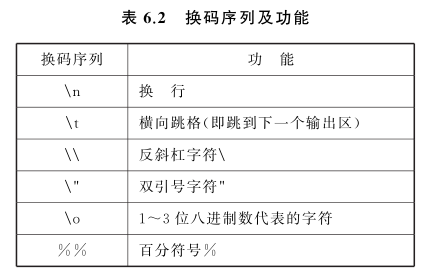 表 6.2 换码序列及功能
换码序列 功 能
\n 换 行
\t 横向跳格(即跳到下一个输出区)
\\ 反斜杠字符\
\" 双引号字符"
\o 1～3 位八进制数代表的字符
%% 百分符号%